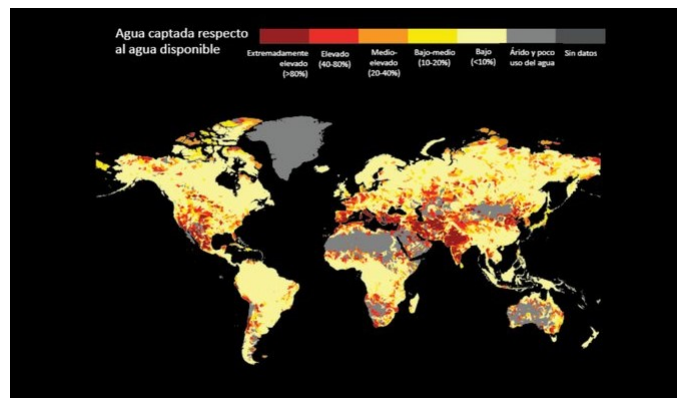 Agua captada respecto
al agua disponible
Extremadamente
elevado
(>80%)
Elevado
(40-80%)
Medio-
elevado
(20-40%)
Bajo-medio
(10-20%)
Bajo
(<10%)
Árido y poco
uso del agua
Sin datos